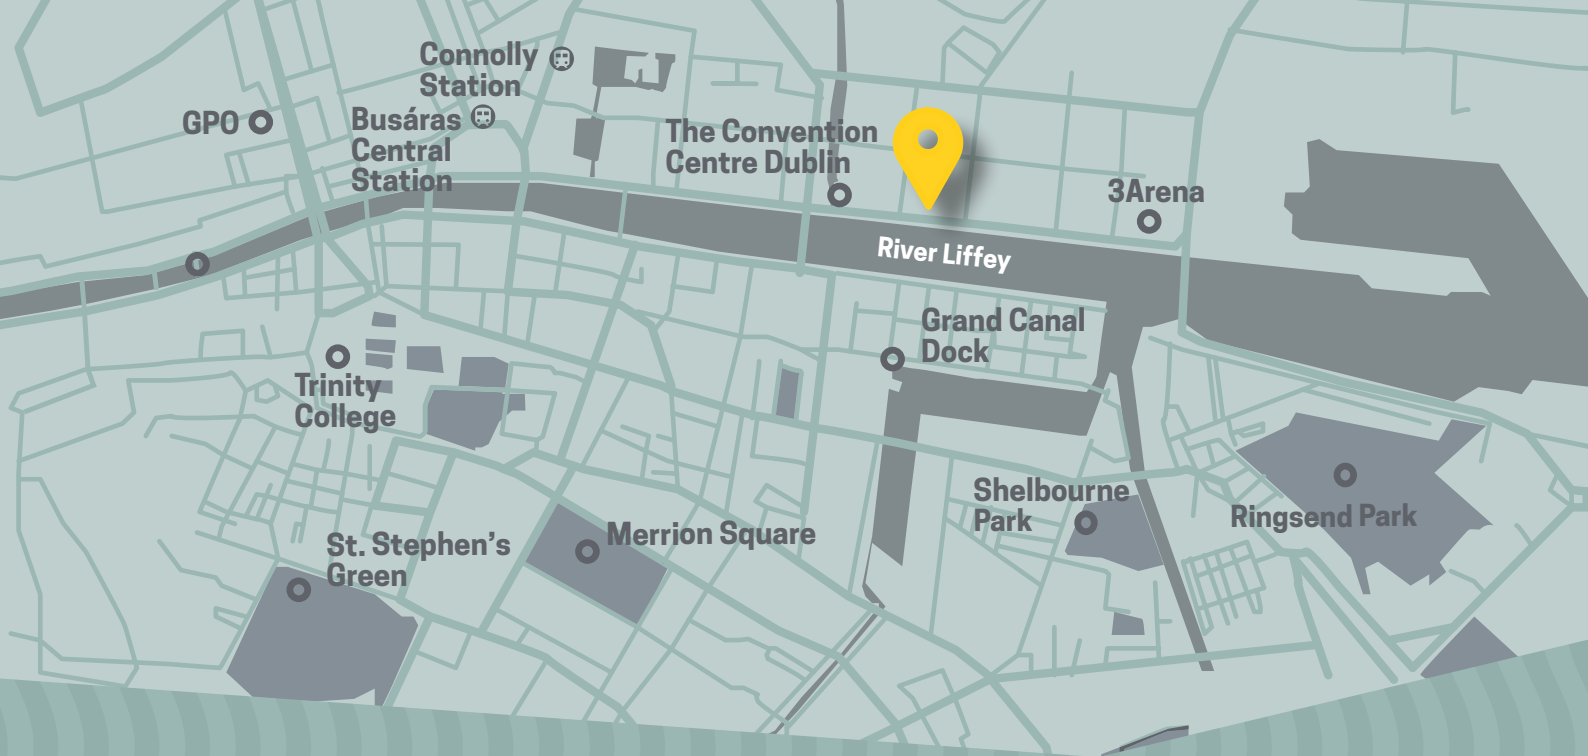 Connolly
Station
GPO
Busáras
Central
Station
The Convention
Centre Dublin
3Arena
River Liffey
Grand Canal
Dock
Trinity
College
Shelbourne
Park
Ringsend Park
St. Stephen's
Green
Merrion Square